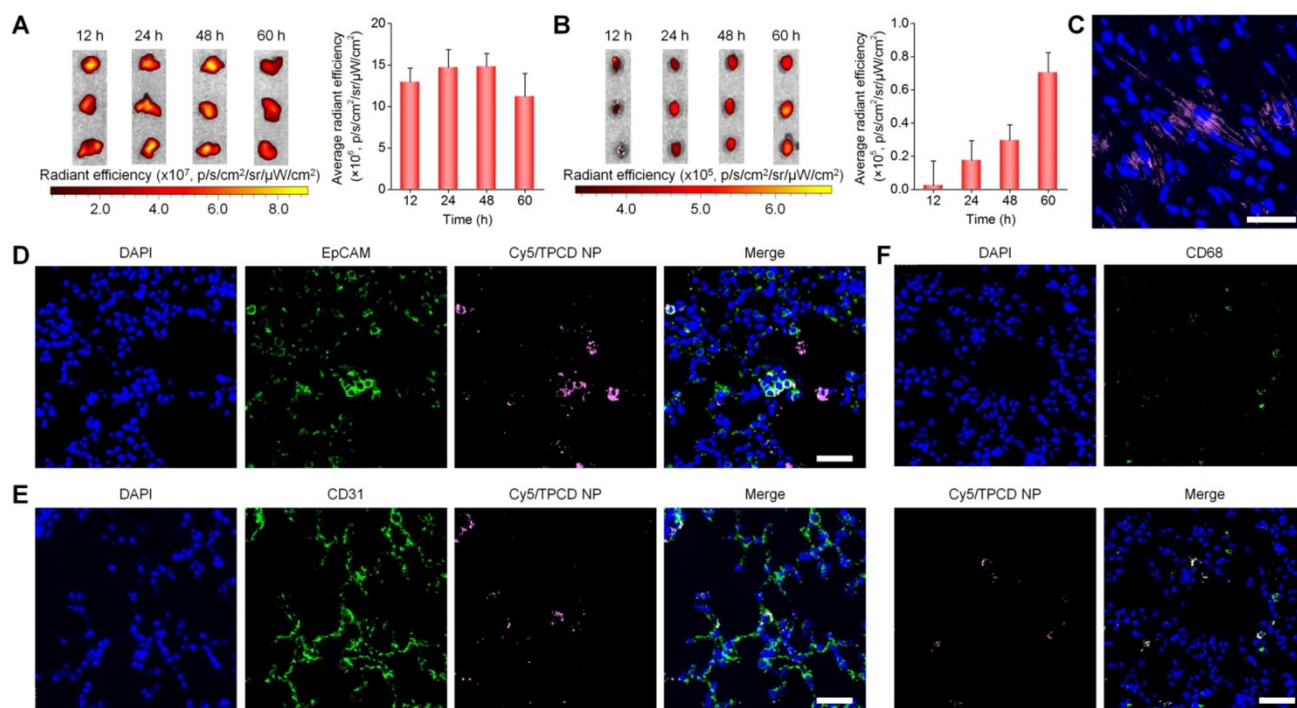 A
12 h 24 h 48 h 60 h
Radiant efficiency (x10⁷, p/s/cm²/sr/µW/cm²)
2.0 4.0 6.0 8.0
Average radiant efficiency
(×10⁶, p/s/cm²/sr/µW/cm²)
20
15
10
5
0
12 24 48 60
Time (h)
B
12 h 24 h 48 h 60 h
Radiant efficiency (x10⁵, p/s/cm²/sr/µW/cm²)
4.0 5.0 6.0
Average radiant efficiency
(×10⁵, p/s/cm²/sr/µW/cm²)
1.0
0.8
0.6
0.4
0.2
0.0
12 24 48 60
Time (h)
C
D
DAPI EpCAM Cy5/TPCD NP Merge
E
DAPI CD31 Cy5/TPCD NP Merge
F
DAPI CD68
Cy5/TPCD NP Merge